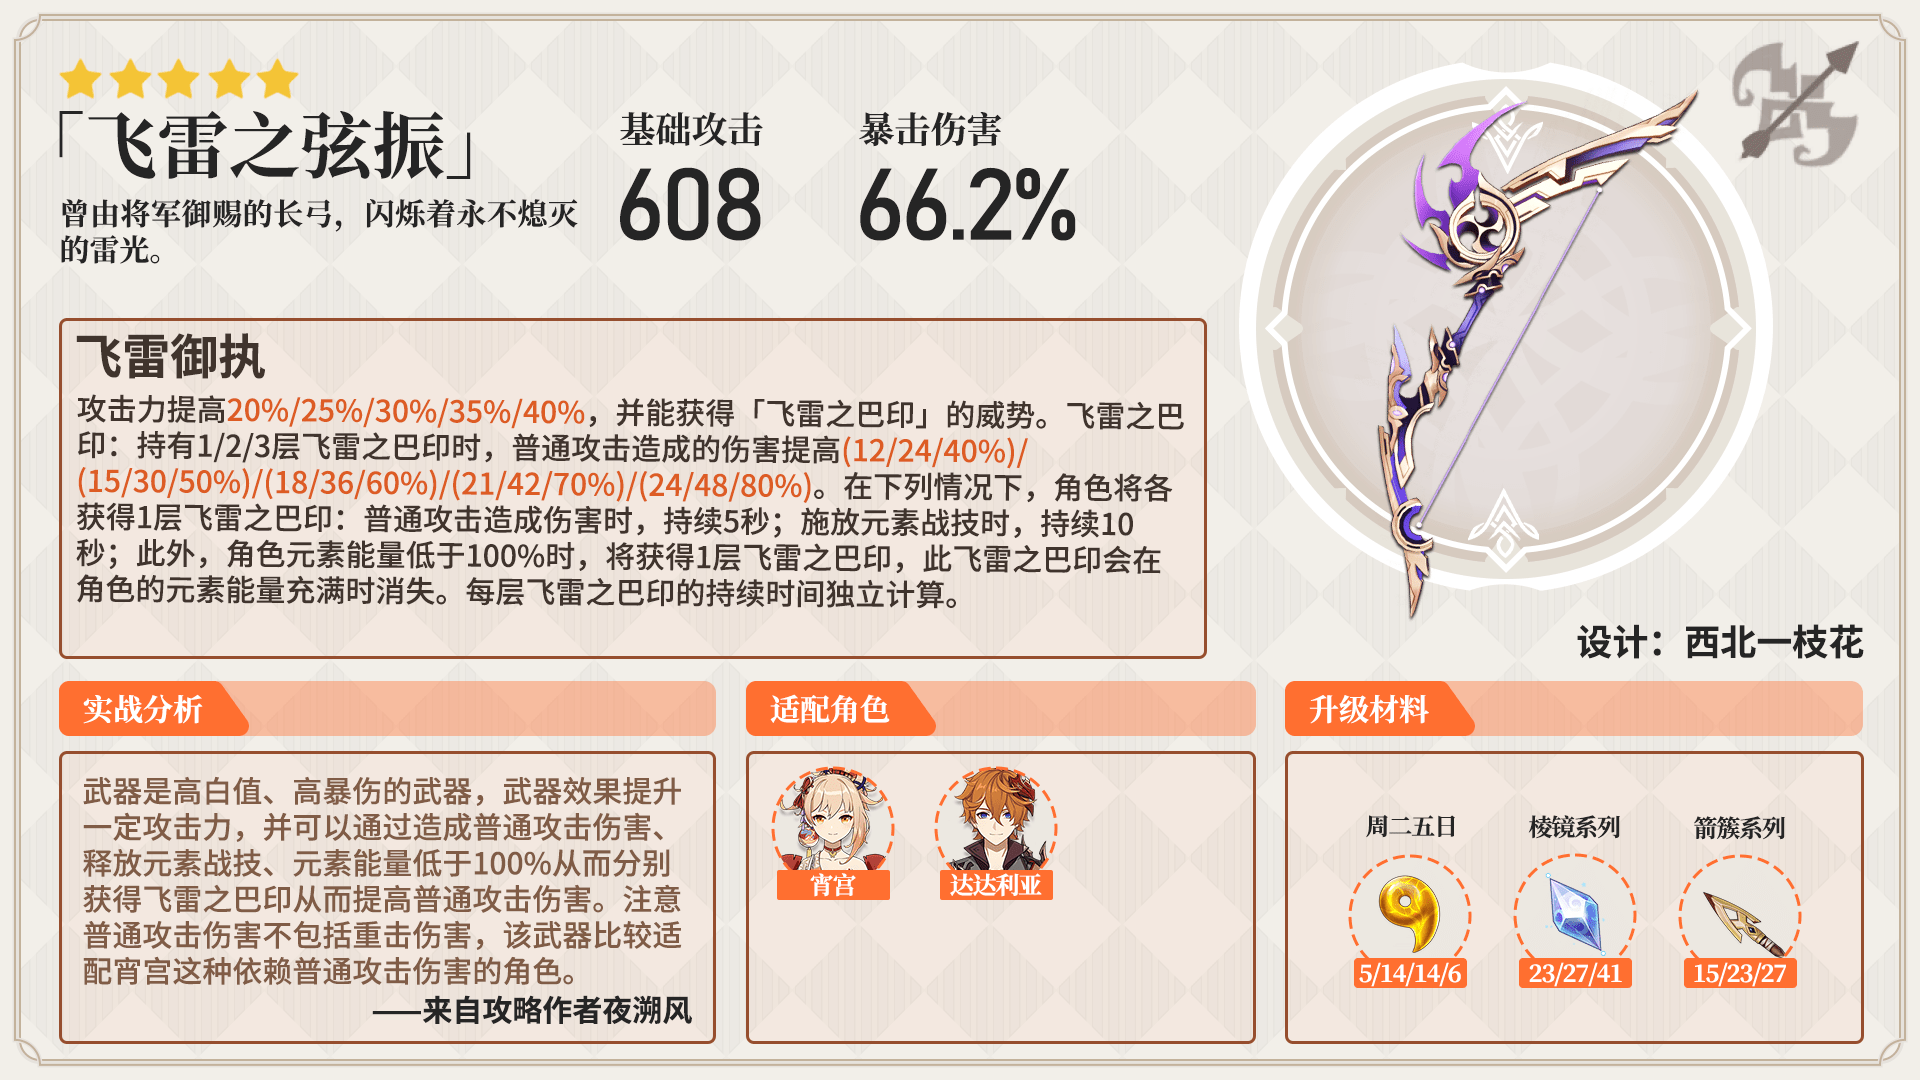 「飞雷之弦振」
曾由将军御赐的长弓，闪烁着永不熄灭
的雷光。
基础攻击
608
暴击伤害
66.2%
飞雷御执
攻击力提高20%/25%/30%/35%/40%，并能获得「飞雷之巴印」的威势。飞雷之巴
印：持有1/2/3层飞雷之巴印时，普通攻击造成的伤害提高(12/24/40%)/
(15/30/50%)/(18/36/60%)/(21/42/70%)/(24/48/80%)。在下列情况下，角色将各
获得1层飞雷之巴印：普通攻击造成伤害时，持续5秒；施放元素战技时，持续10
秒；此外，角色元素能量低于100%时，将获得1层飞雷之巴印，此飞雷之巴印会在
角色的元素能量充满时消失。每层飞雷之巴印的持续时间独立计算。
设计：西北一枝花
实战分析
武器是高白值、高暴伤的武器，武器效果提升
一定攻击力，并可以通过造成普通攻击伤害、
释放元素战技、元素能量低于100%从而分别
获得飞雷之巴印从而提高普通攻击伤害。注意
普通攻击伤害不包括重击伤害，该武器比较适
配宵宫这种依赖普通攻击伤害的角色。
——来自攻略作者夜溯风
适配角色
宵宫
达达利亚
升级材料
周二五日
5/14/14/6
棱镜系列
23/27/41
箭簇系列
15/23/27